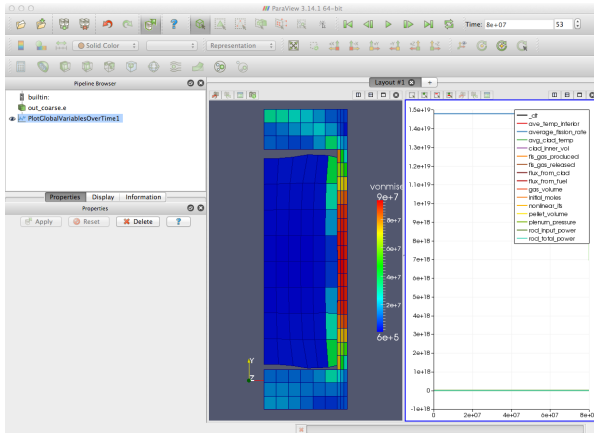 ParaView 3.14.1 64-bit
Time: 8e+07 53
Solid Color
Representation
Pipeline Browser
builtin:
out_coarse.e
PlotGlobalVariablesOverTime1
Properties Display Information
Properties
Apply Reset Delete ?
Layout #1 +
vonmise
9e+7
8e+7
2e+7
6e+5
Y
Z
1.5e+19
1.4e+19
1.3e+19
1.2e+19
1.1e+19
1e+19
9e+18
8e+18
7e+18
6e+18
5e+18
4e+18
3e+18
2e+18
1e+18
0
-1e+18
0 2e+07 4e+07 6e+07 8e+0
_dt
ave_temp_interior
average_fission_rate
avg_clad_temp
clad_inner_vol
fis_gas_produced
fis_gas_released
flux_from_clad
flux_from_fuel
gas_volume
initial_moles
nonlinear_its
pellet_volume
plenum_pressure
rod_input_power
rod_total_power